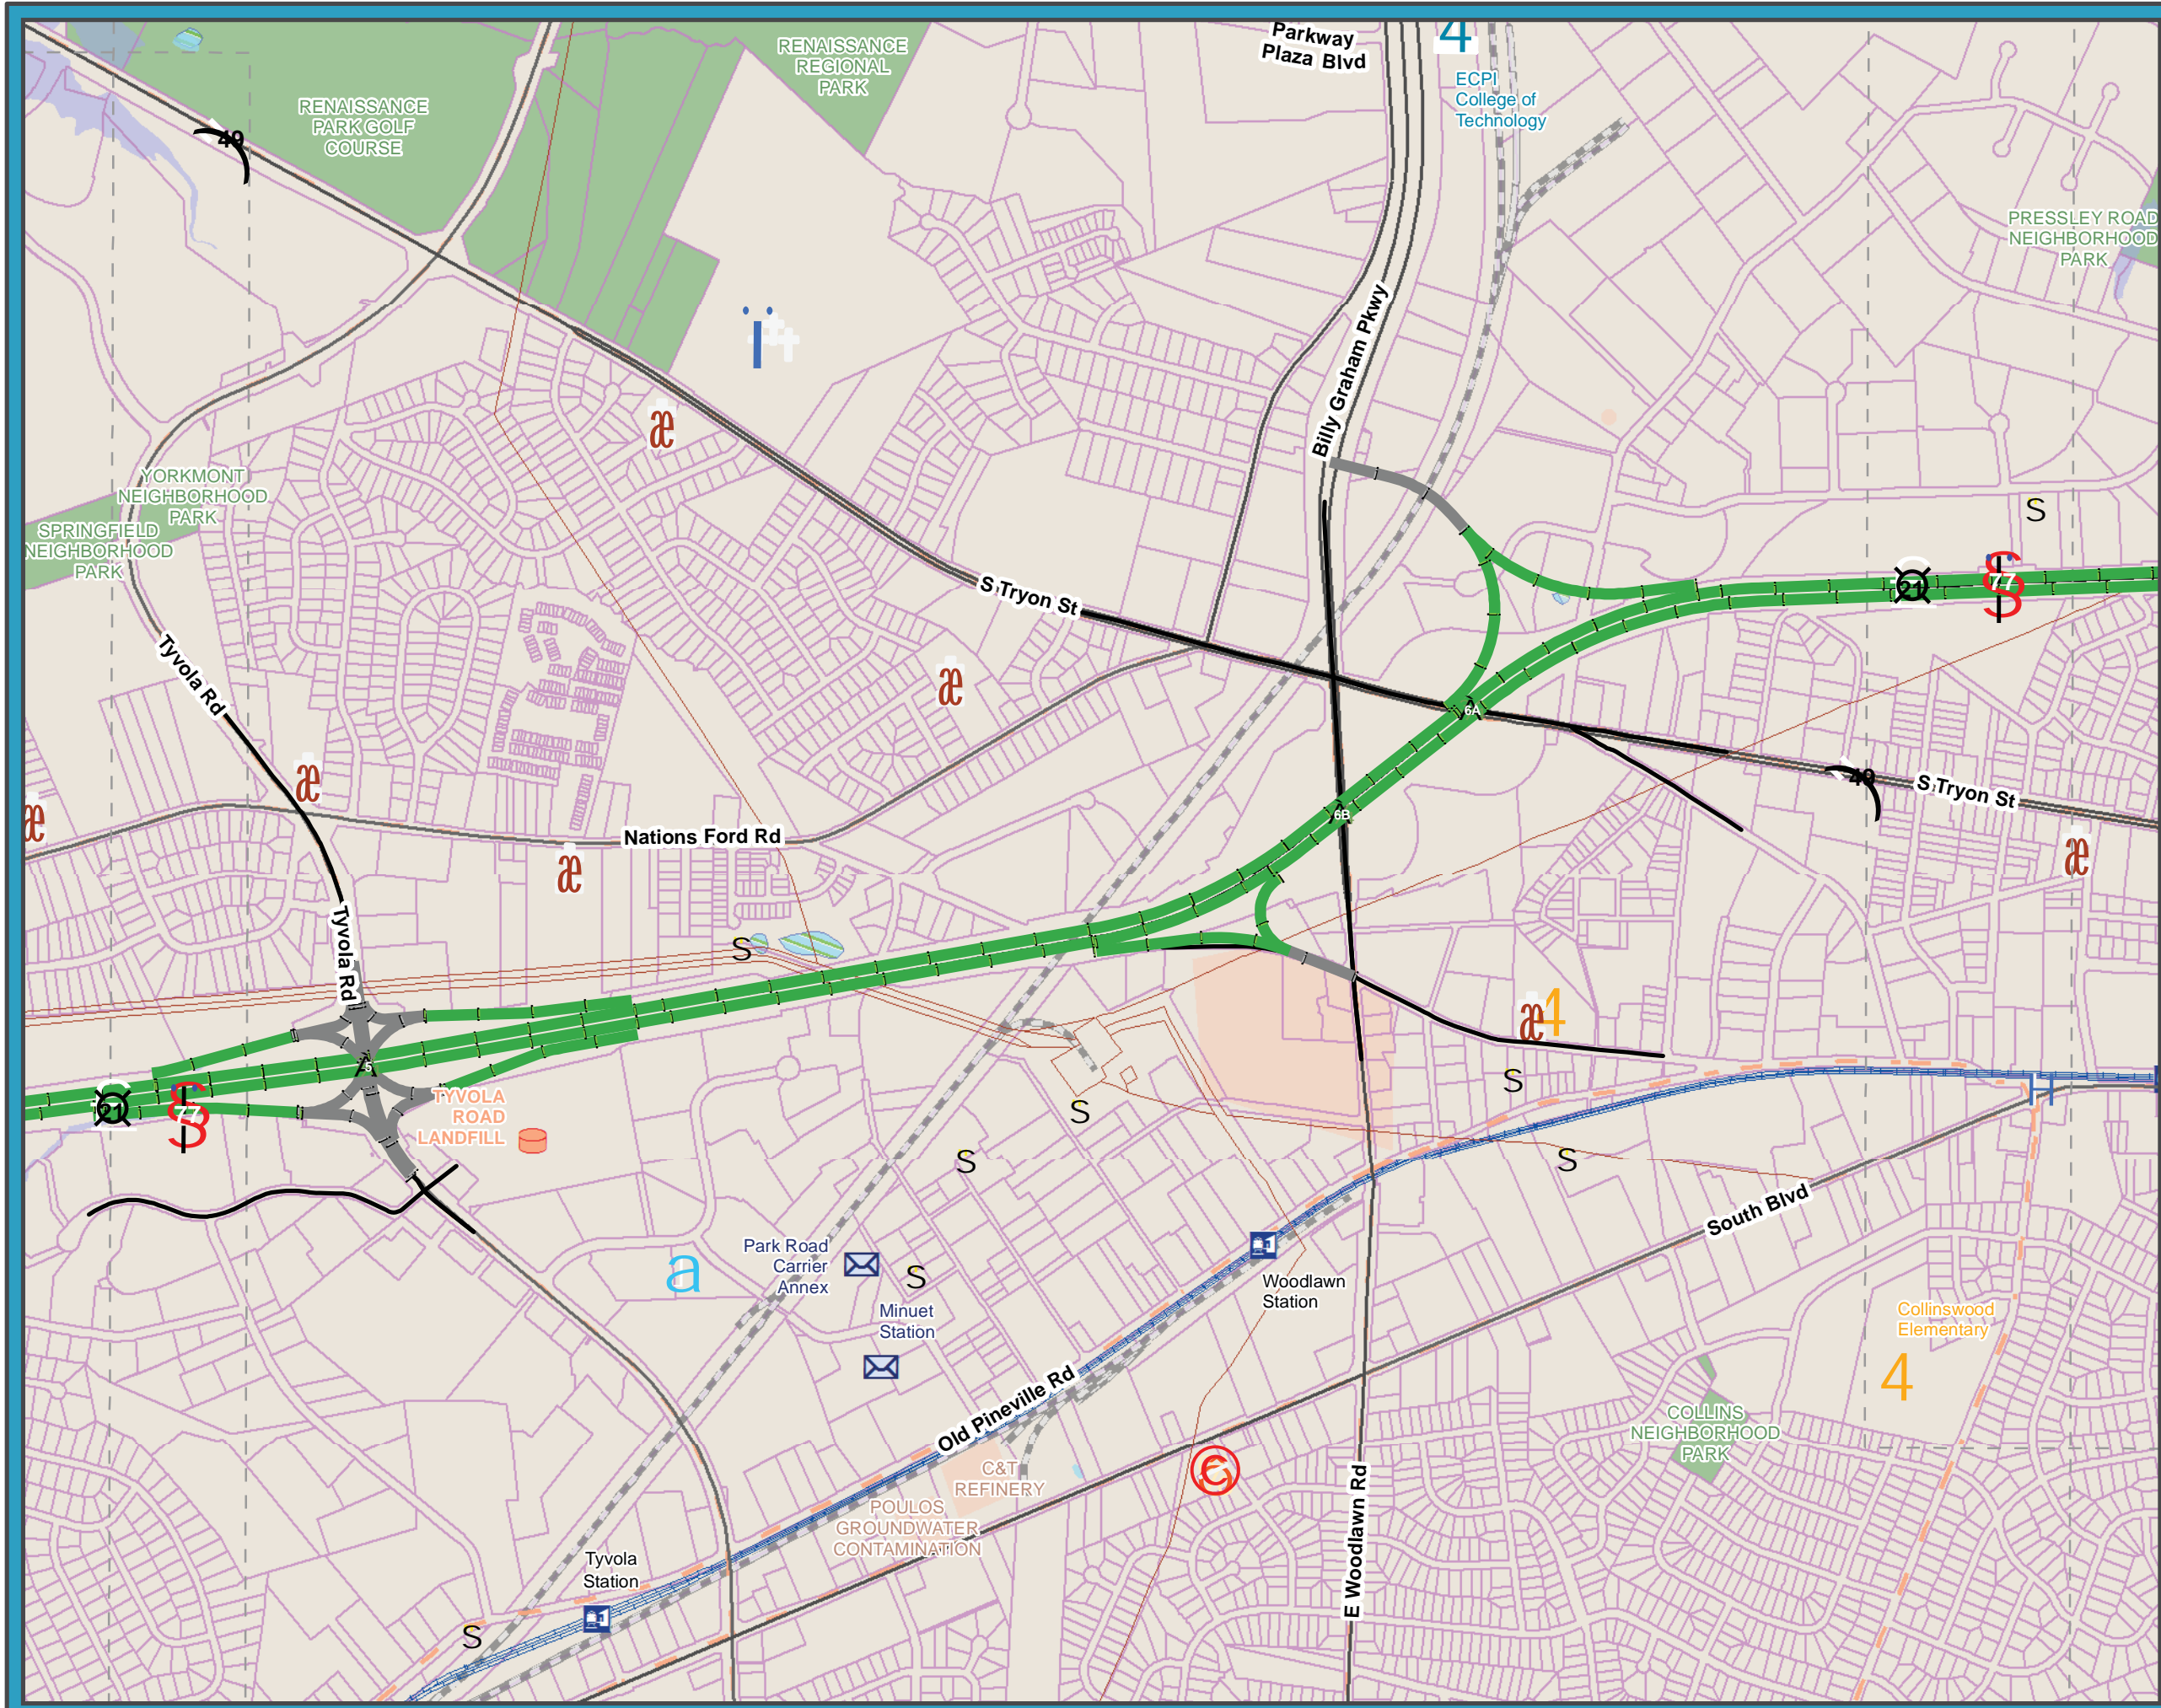 Parkway
Plaza Blvd
4
ECPI
College of
Technology
RENAISSANCE
REGIONAL
PARK
RENAISSANCE
PARK GOLF
COURSE
49
PRESSLEY ROAD
NEIGHBORHOOD
PARK
Billy Graham Pkwy
æ
YORKMONT
NEIGHBORHOOD
PARK
SPRINGFIELD
NEIGHBORHOOD
PARK
S
S Tryon St
21
77
Tyvola Rd
æ
6A
æ
49
S Tryon St
æ
6B
Nations Ford Rd
æ
æ
Tyvola Rd
S
æ
4
5
21
77
TYVOLA
ROAD
LANDFILL
S
S
S
S
H
South Blvd
Park Road
Carrier
Annex
a
S
Minuet
Station
Woodlawn
Station
Collinswood
Elementary
4
Old Pineville Rd
COLLINS
NEIGHBORHOOD
PARK
C&T
REFINERY
POULOS
GROUNDWATER
CONTAMINATION
E Woodlawn Rd
Tyvola
Station
S